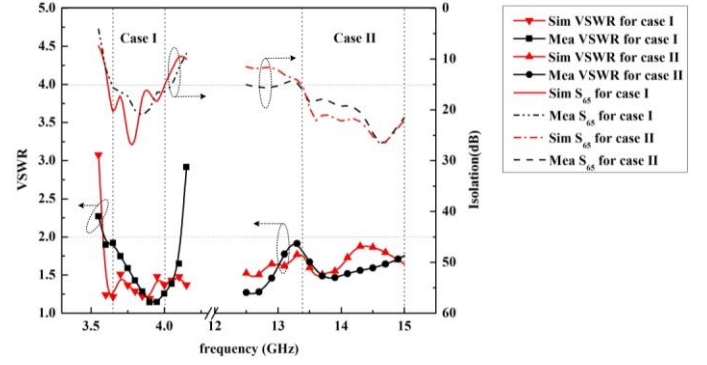 5.0
4.5
4.0
3.5
3.0
2.5
2.0
1.5
1.0
VSWR
Case I
Case II
0
10
20
30
40
50
60
Isolation(dB)
3.5
4.0
12
13
14
15
frequency (GHz)
Sim VSWR for case I
Mea VSWR for case I
Sim VSWR for case II
Mea VSWR for case II
Sim S65 for case I
Mea S65 for case I
Sim S65 for case II
Mea S65 for case II